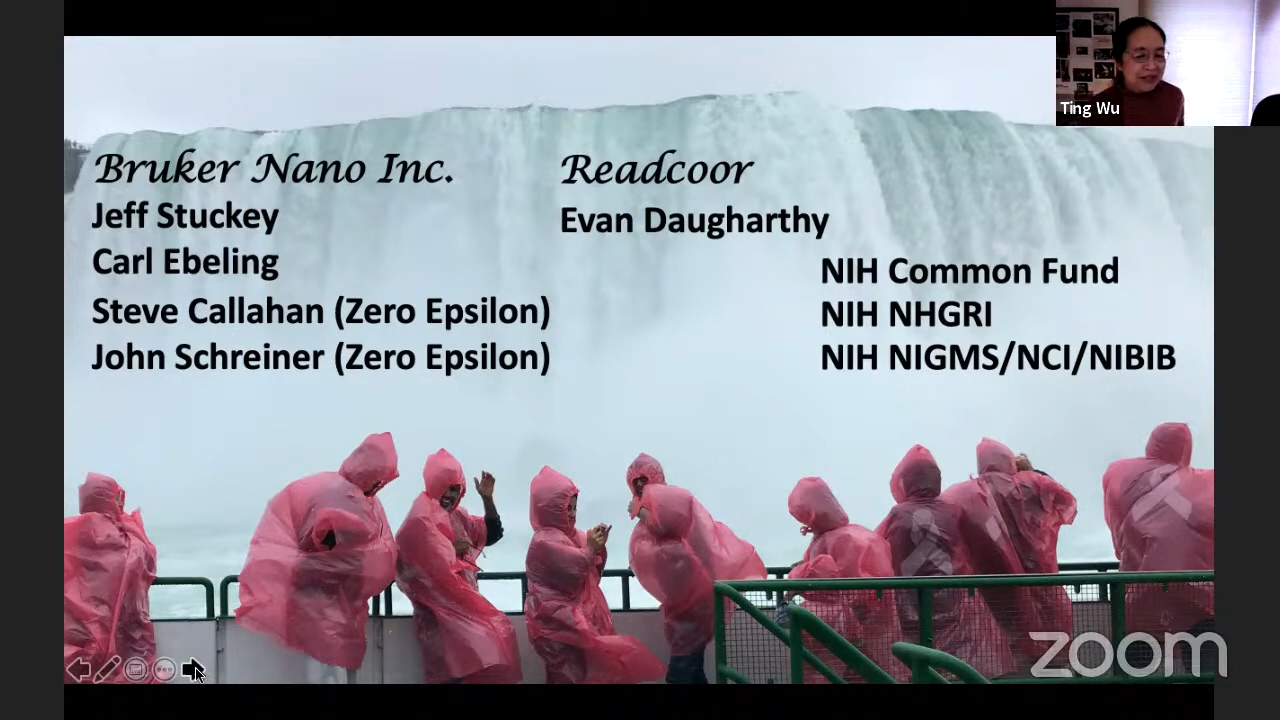 Ting Wu
Bruker Nano Inc.
Jeff Stuckey
Carl Ebeling
Steve Callahan (Zero Epsilon)
John Schreiner (Zero Epsilon)
Readcoor
Evan Daugharthy
NIH Common Fund
NIH NHGRI
NIH NIGMS/NCI/NIBIB
zoom